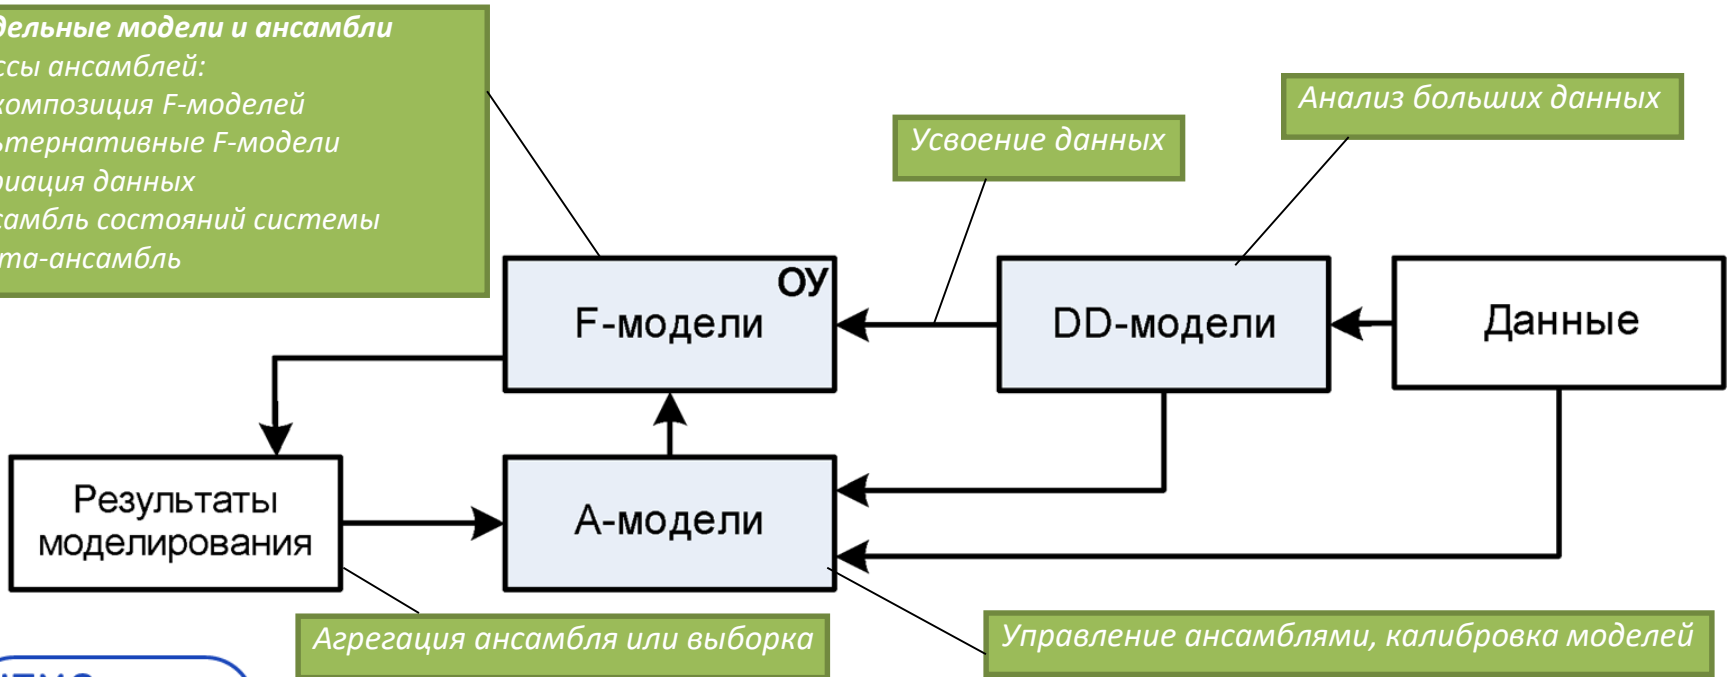 дельные модели и ансамбли
ссы ансамблей:
композиция F-моделей
ьтернативные F-модели
риация данных
самбль состояний системы
та-ансамбль
Анализ больших данных
Усвоение данных
ОУ
F-модели
DD-модели
Данные
Результаты
моделирования
А-модели
Агрегация ансамбля или выборка
Управление ансамблями, калибровка моделей